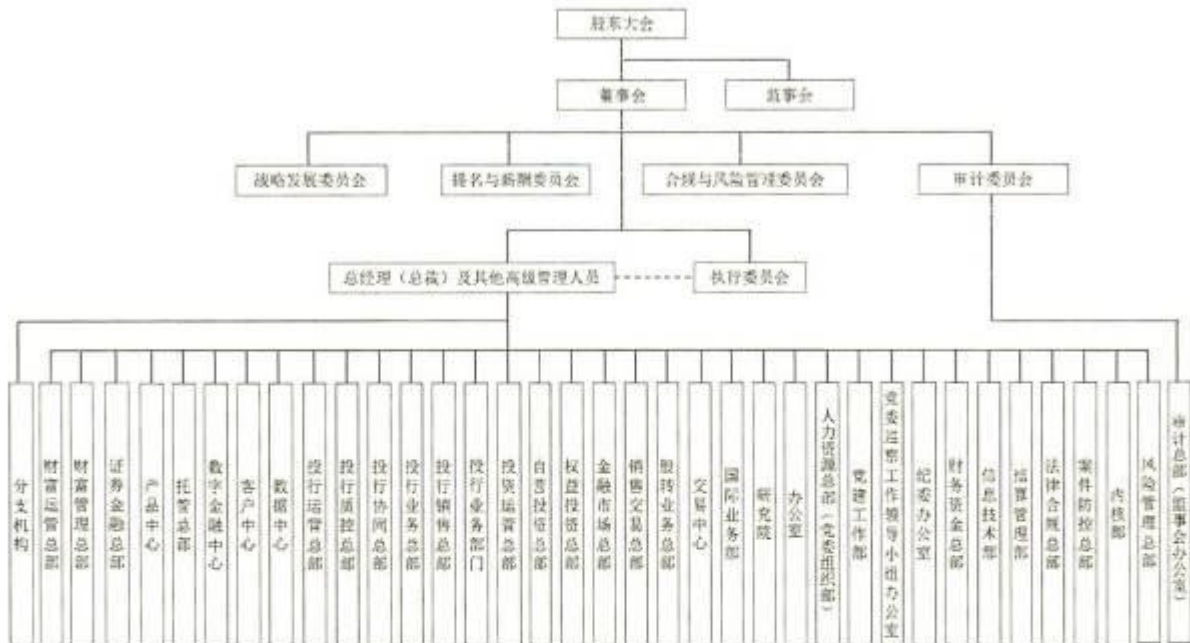 股东大会
董事会
监事会
战略发展委员会
提名与薪酬委员会
合规与风险管理委员会
审计委员会
总经理（总裁）及其他高级管理人员
执行委员会
分支机构
财富运营总部
财富管理总部
证券金融总部
产品中心
托管总部
数字金融中心
客户中心
数据中心
投行运营总部
投行质控总部
投行协同总部
投行业务总部
投行销售总部
投行业务部门
投资运营总部
自营投资总部
权益投资总部
金融市场总部
销售交易总部
股转业务总部
交易中心
国际业务部
研究院
办公室
人力资源总部（党委组织部）
党建工作部
党委巡察工作领导小组办公室
纪委办公室
财务资金总部
信息技术部
结算管理部
法律合规总部
案件防控总部
内核部
风险管理总部
审计总部（监事会办公室）